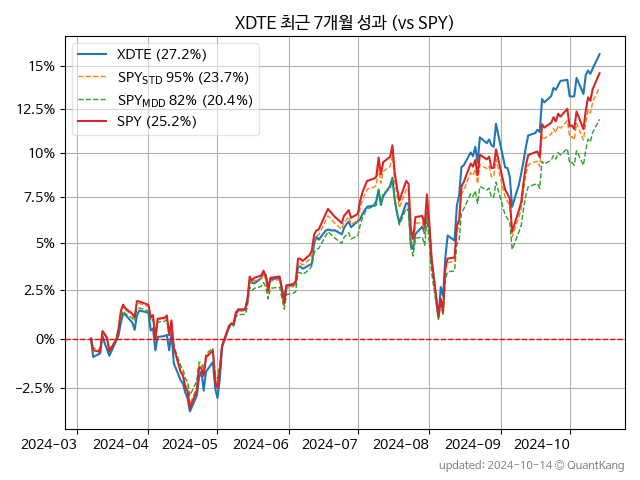 XDTE 최근 7개월 성과 (vs SPY)
XDTE (27.2%)
SPY_STD 95% (23.7%)
SPY_MDD 82% (20.4%)
SPY (25.2%)
15%
12.5%
10%
7.5%
5%
2.5%
0%
−2.5%
2024-03 2024-04 2024-05 2024-06 2024-07 2024-08 2024-09 2024-10
updated: 2024-10-14 © QuantKang